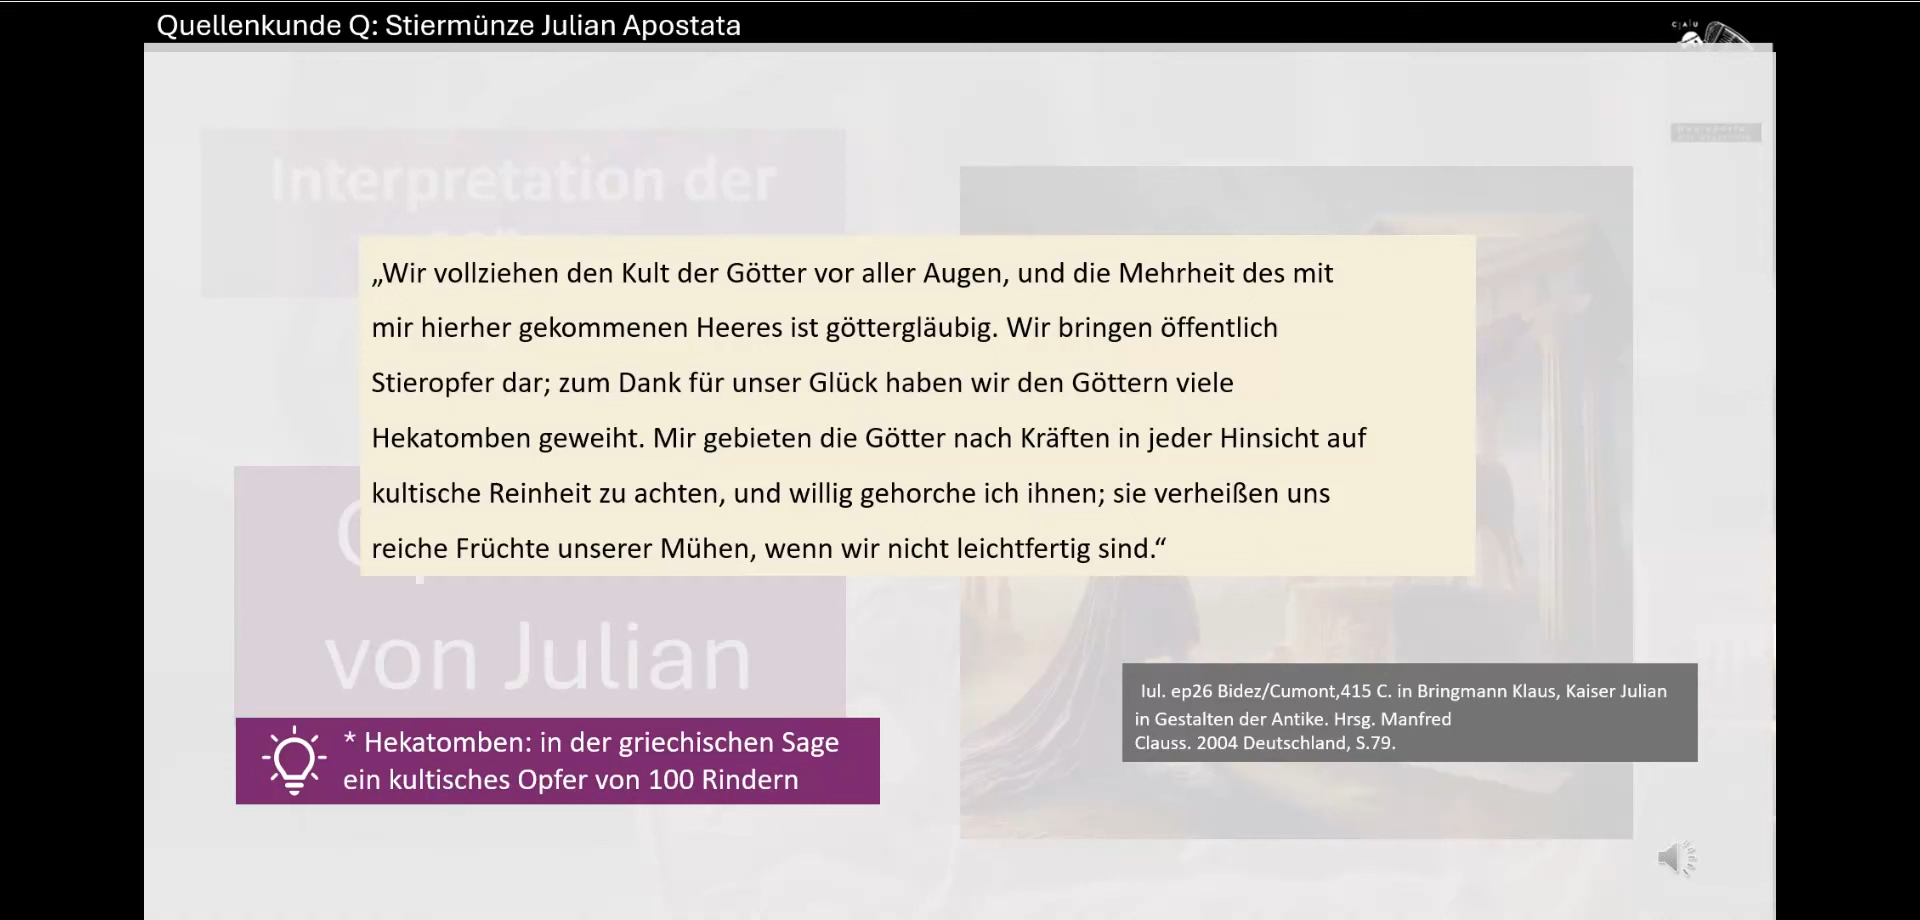 Quellenkunde Q: Stiermünze Julian Apostata
C|A|U
Interpretation der
„Wir vollziehen den Kult der Götter vor aller Augen, und die Mehrheit des mit
mir hierher gekommenen Heeres ist göttergläubig. Wir bringen öffentlich
Stieropfer dar; zum Dank für unser Glück haben wir den Göttern viele
Hekatomben geweiht. Mir gebieten die Götter nach Kräften in jeder Hinsicht auf
kultische Reinheit zu achten, und willig gehorche ich ihnen; sie verheißen uns
reiche Früchte unserer Mühen, wenn wir nicht leichtfertig sind.“
von Julian
* Hekatomben: in der griechischen Sage
ein kultisches Opfer von 100 Rindern
Iul. ep26 Bidez/Cumont,415 C. in Bringmann Klaus, Kaiser Julian
in Gestalten der Antike. Hrsg. Manfred
Clauss. 2004 Deutschland, S.79.